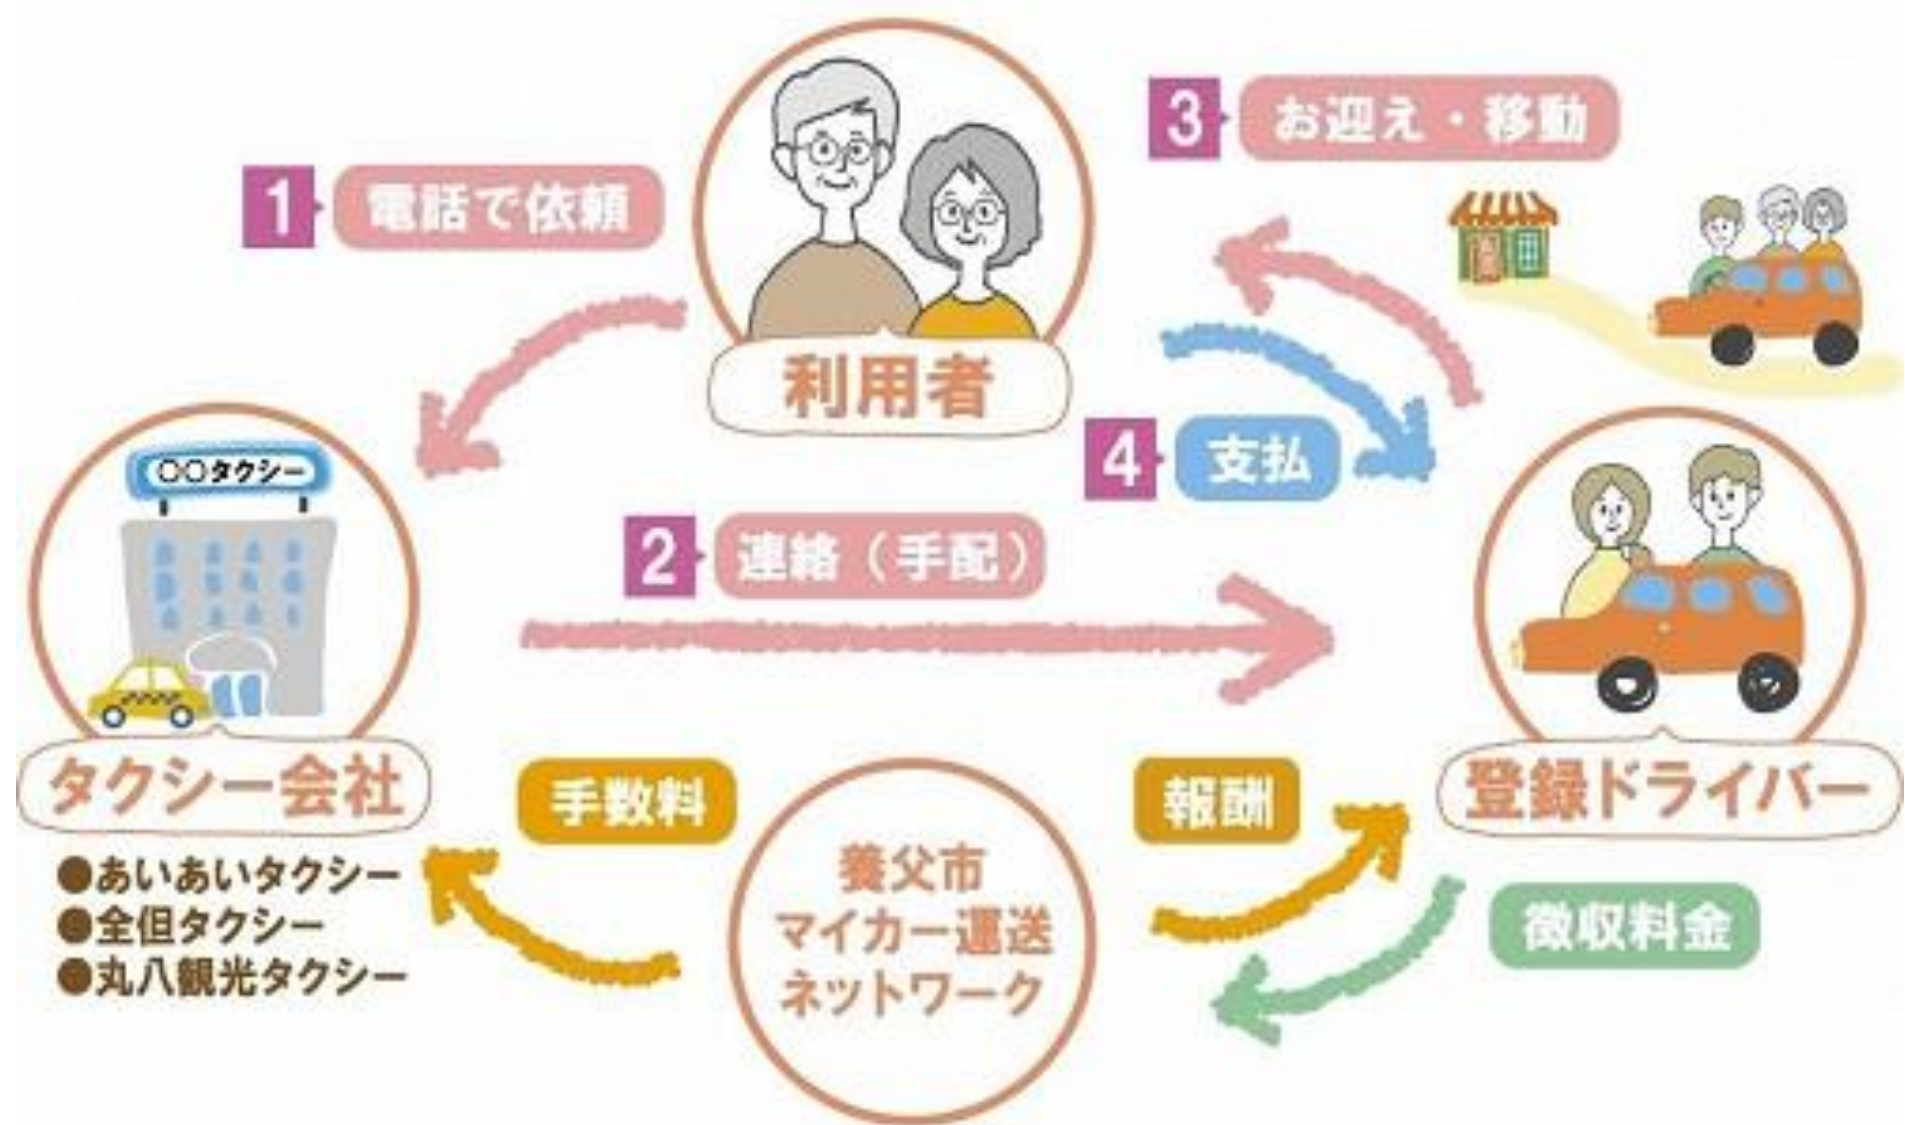 1 電話で依頼
利用者
3 お迎え・移動
4 支払
〇〇タクシー
2 連絡(手配)
タクシー会社
●あいあいタクシー
●全但タクシー
●丸八観光タクシー
手数料
養父市
マイカー運送
ネットワーク
報酬
登録ドライバー
徴収料金